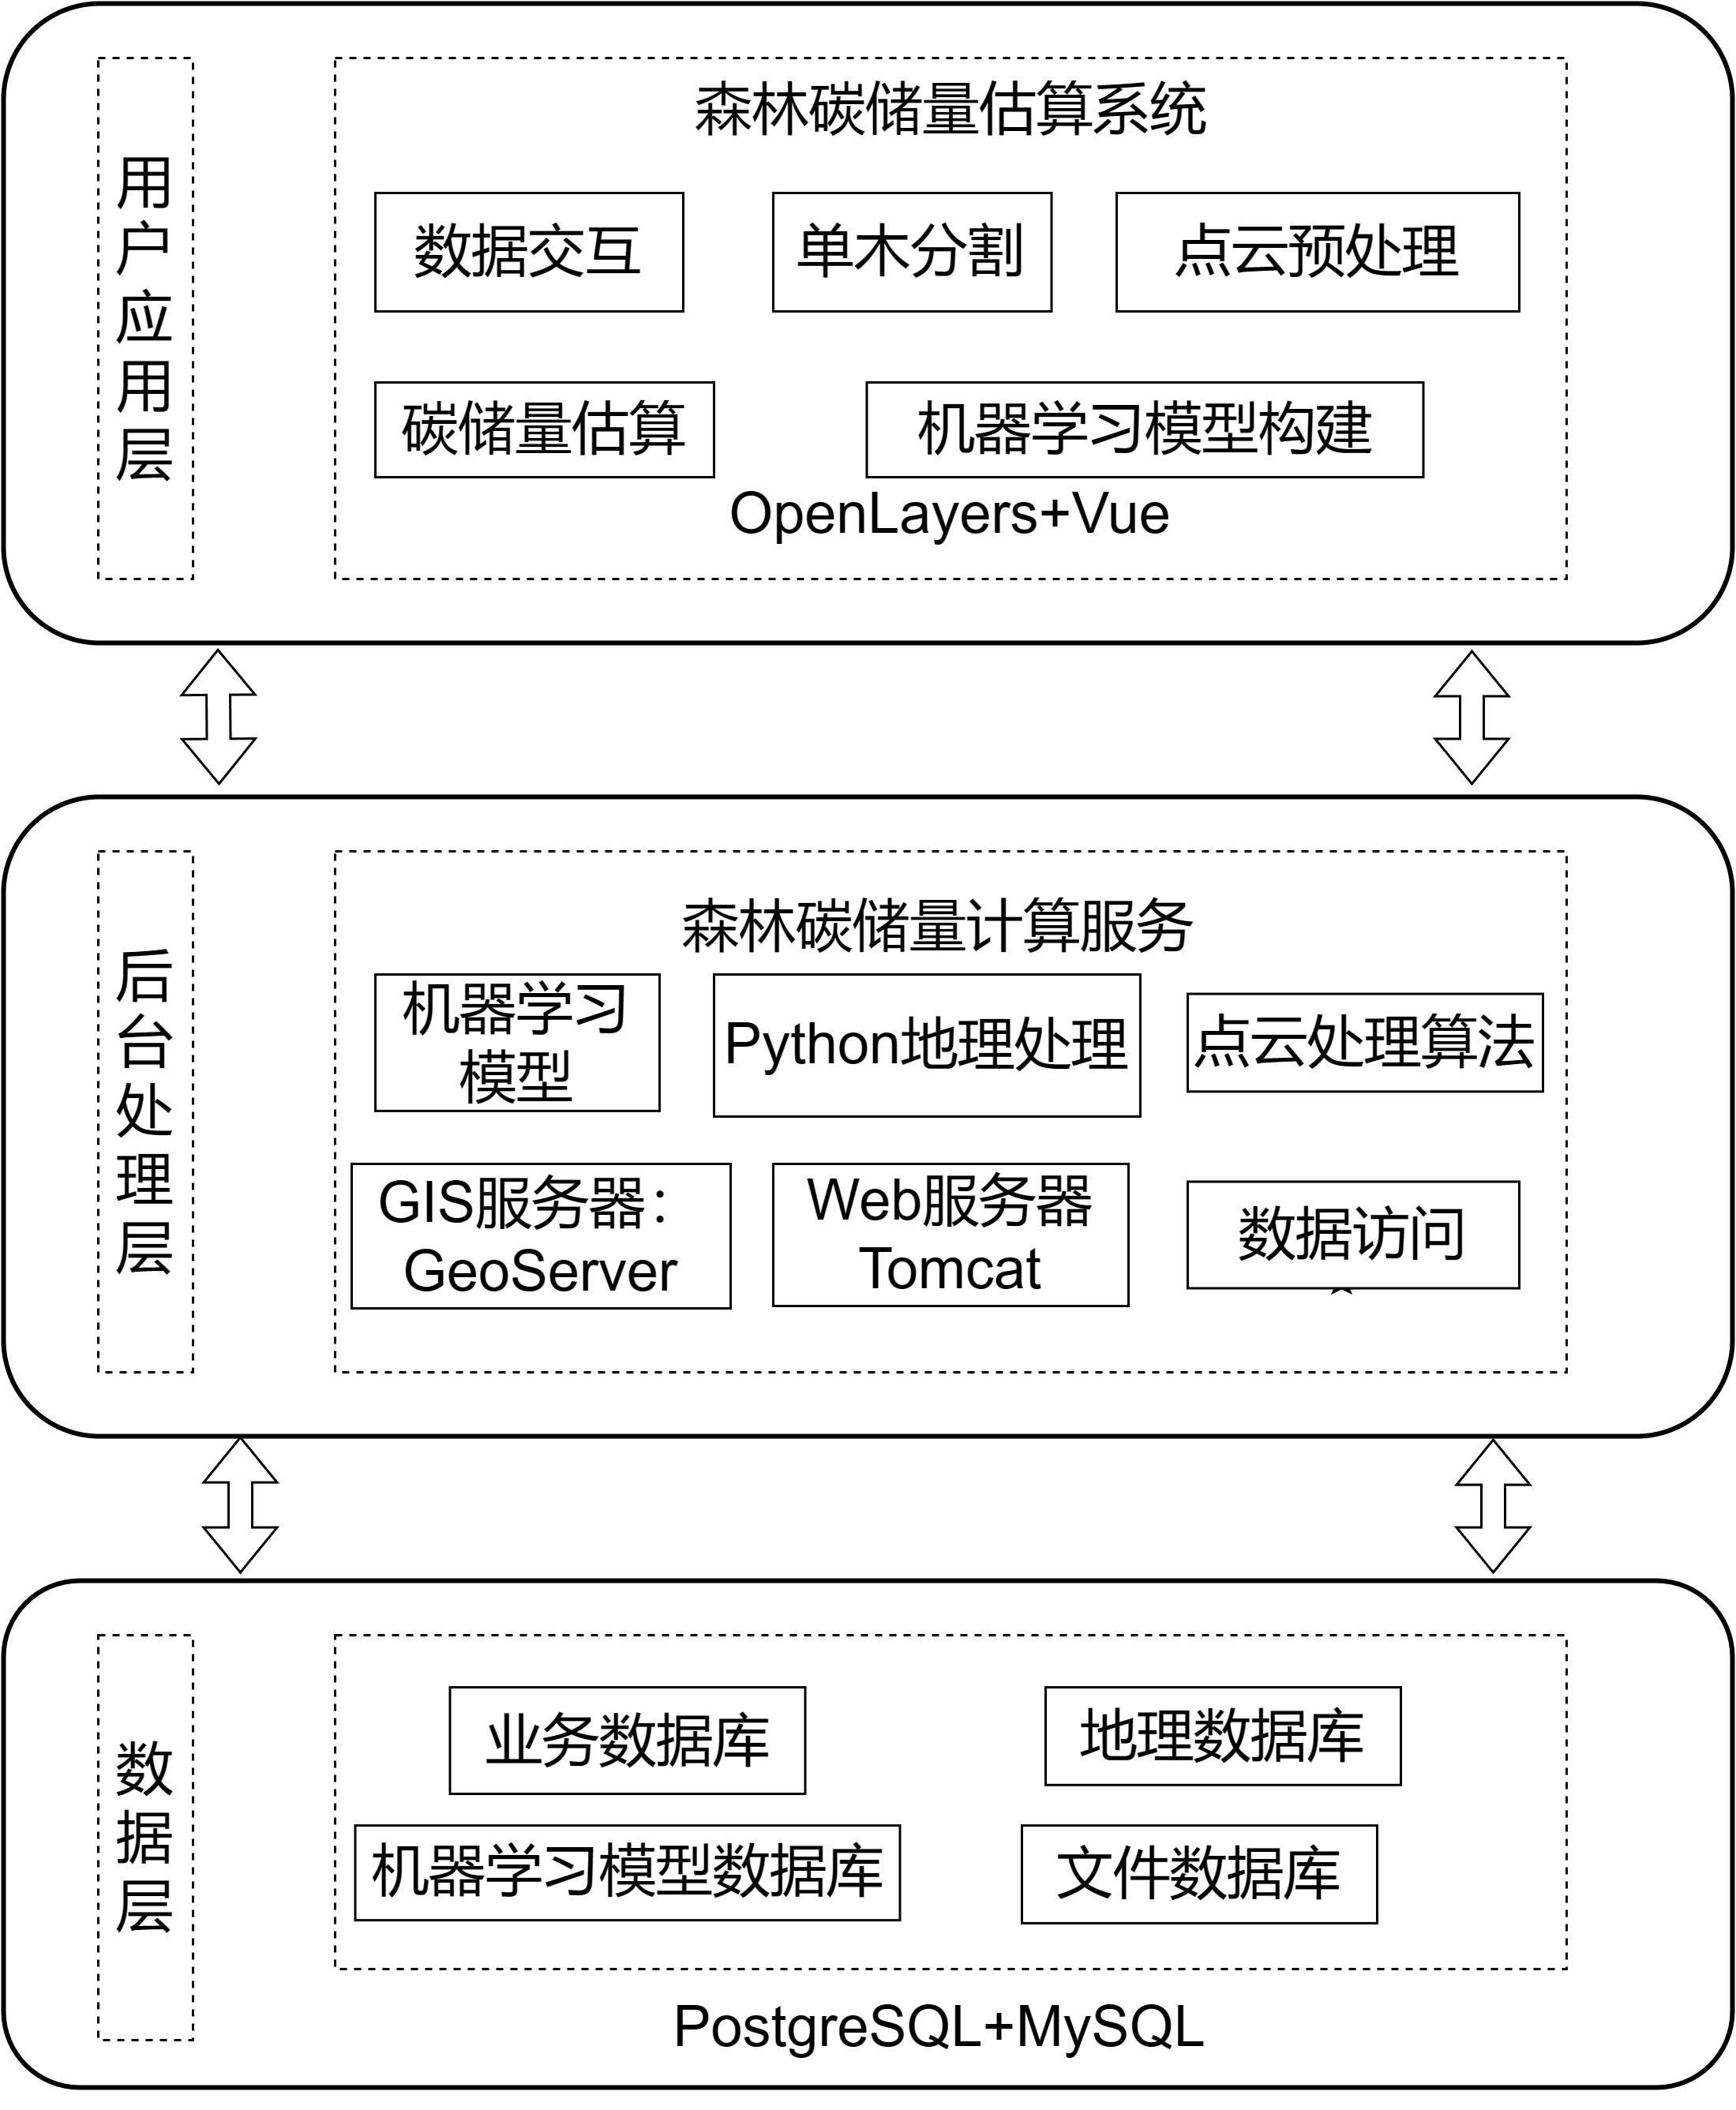 用户应用层
森林碳储量估算系统
数据交互
单木分割
点云预处理
碳储量估算
机器学习模型构建
OpenLayers+Vue
后台处理层
森林碳储量计算服务
机器学习
模型
Python地理处理
点云处理算法
GIS服务器：
GeoServer
Web服务器
Tomcat
数据访问
数据层
业务数据库
地理数据库
机器学习模型数据库
文件数据库
PostgreSQL+MySQL